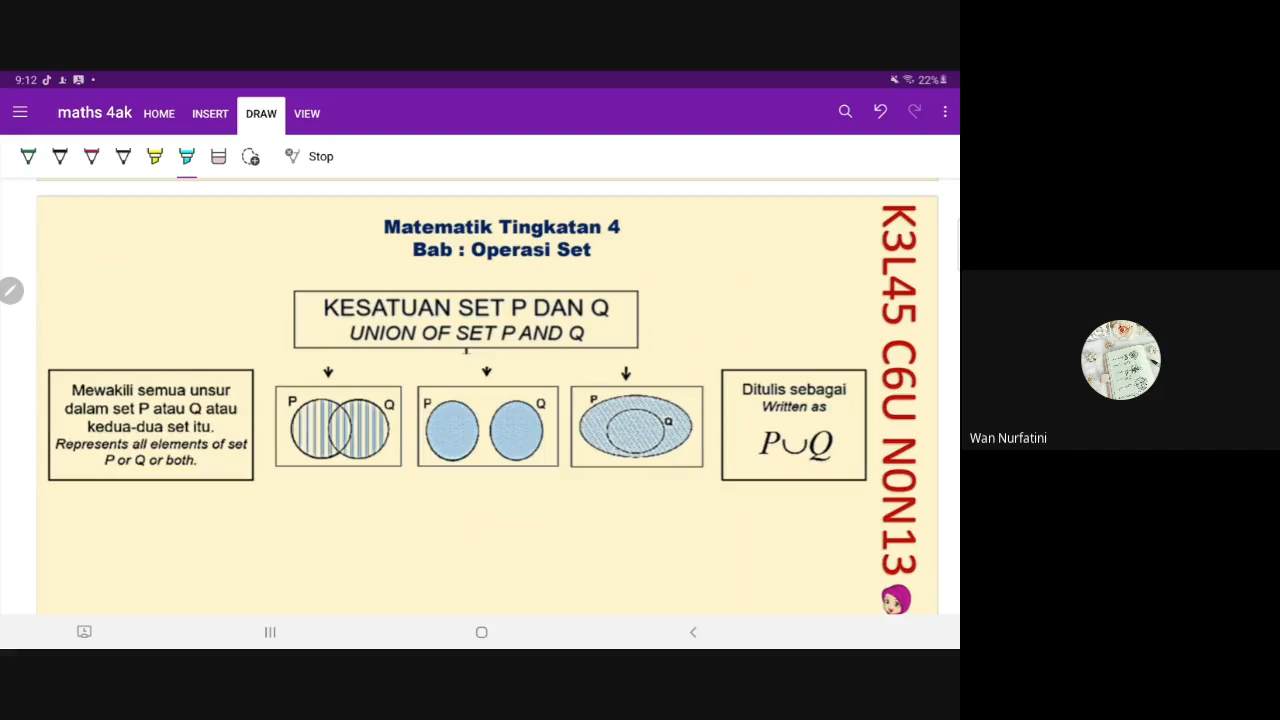 9:12
22%
maths 4ak
HOME
INSERT
DRAW
VIEW
Stop
Matematik Tingkatan 4
Bab : Operasi Set
KESATUAN SET P DAN Q
UNION OF SET P AND Q
Mewakili semua unsur
dalam set P atau Q atau
kedua-dua set itu.
Represents all elements of set
P or Q or both.
P
Q
P
Q
P
Q
Ditulis sebagai
Written as
P∪Q
K3L45 C6U N0N13
Wan Nurfatini